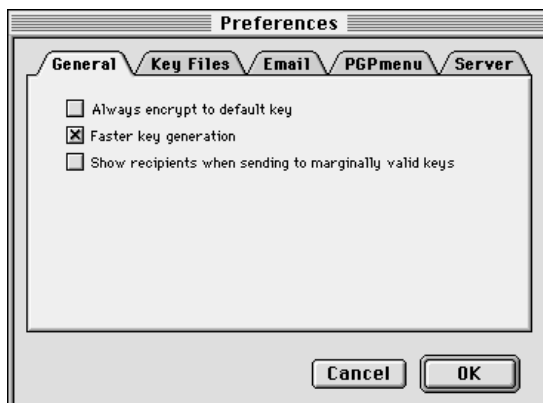 Preferences
General Key Files Email PGPmenu Server
Always encrypt to default key
Faster key generation
Show recipients when sending to marginally valid keys
Cancel OK